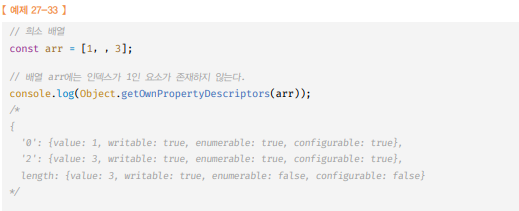 【 예제 27-33 】
// 희소 배열
const arr = [1, , 3];
// 배열 arr에는 인덱스가 1인 요소가 존재하지 않는다.
console.log(Object.getOwnPropertyDescriptors(arr));
/*
{
'0': {value: 1, writable: true, enumerable: true, configurable: true},
'2': {value: 3, writable: true, enumerable: true, configurable: true},
length: {value: 3, writable: true, enumerable: false, configurable: false}
*/